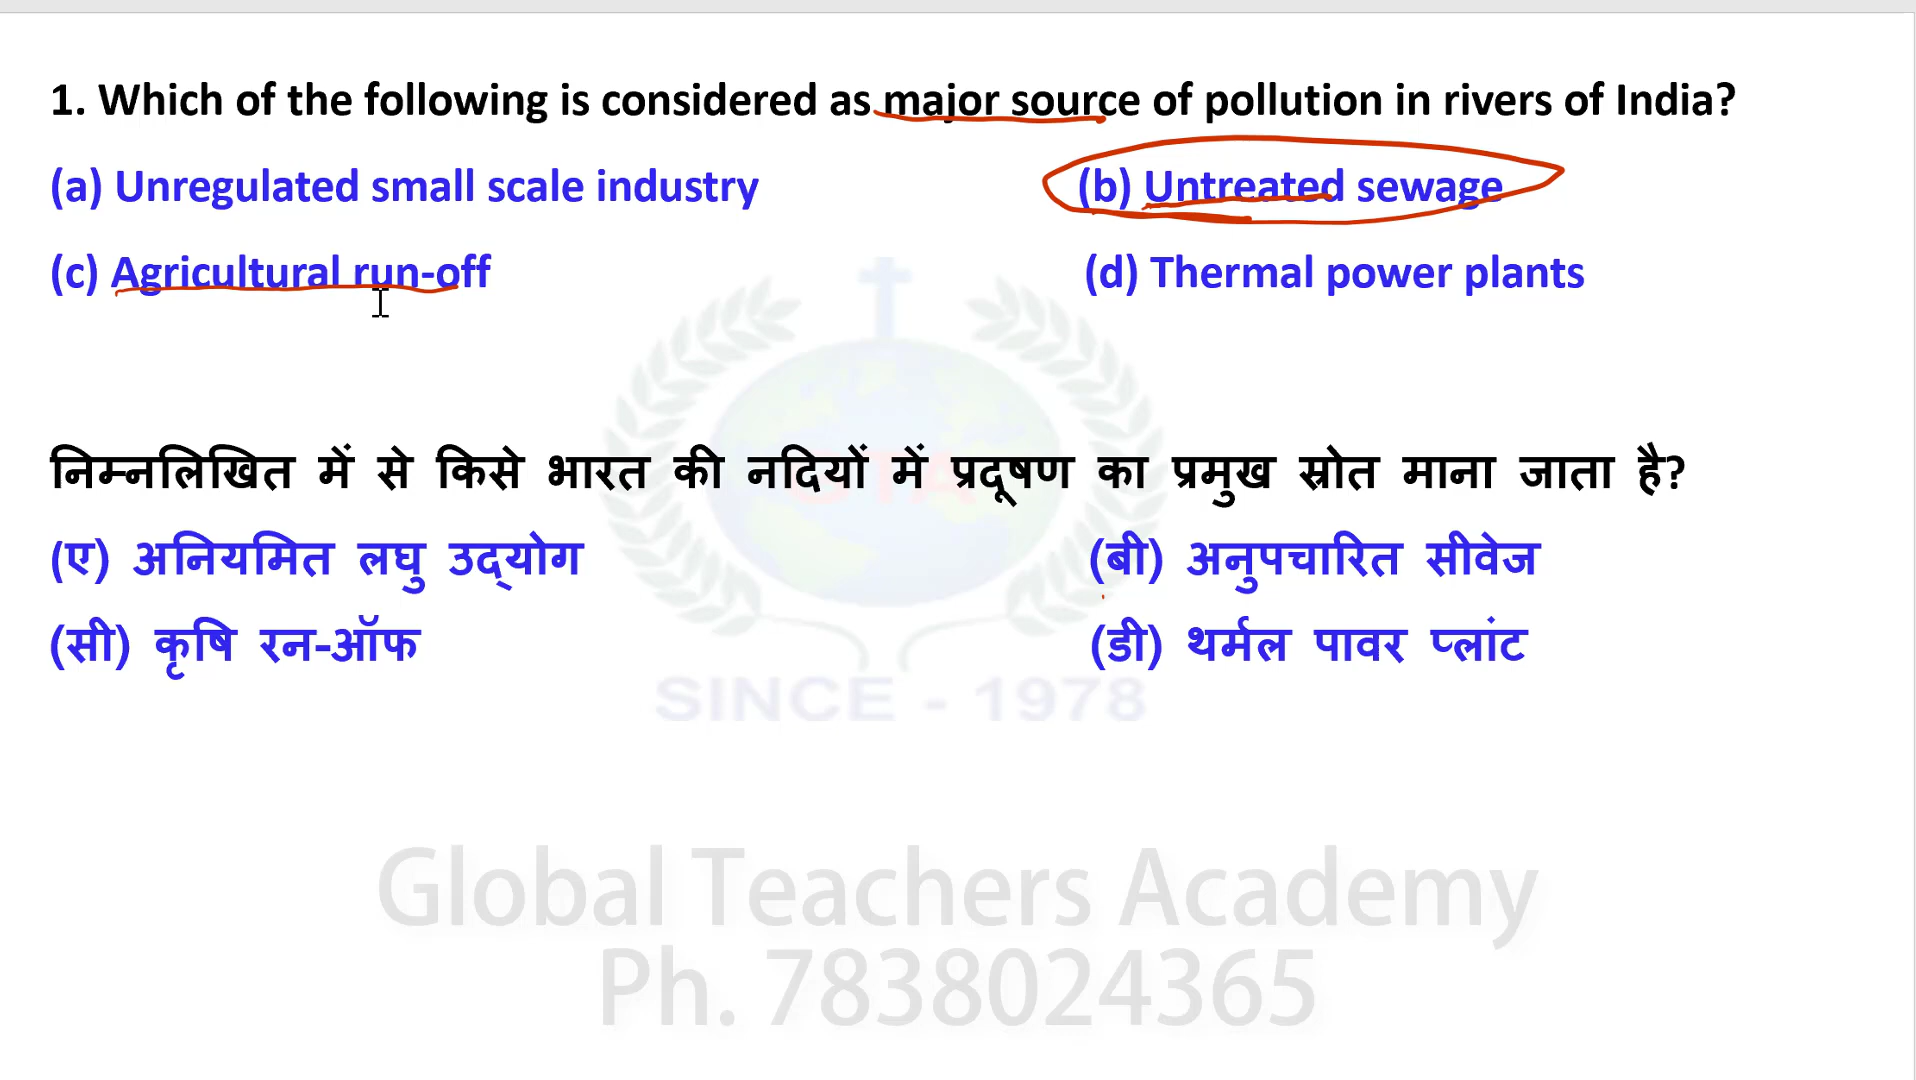 1. Which of the following is considered as major source of pollution in rivers of India?
(a) Unregulated small scale industry (b) Untreated sewage
(c) Agricultural run-off (d) Thermal power plants
निम्नलिखित में से किसे भारत की नदियों में प्रदूषण का प्रमुख स्रोत माना जाता है?
(ए) अनियमित लघु उद्योग (बी) अनुपचारित सीवेज
(सी) कृषि रन-ऑफ (डी) थर्मल पावर प्लांट
GTA
SINCE - 1978
Global Teachers Academy
Ph. 7838024365